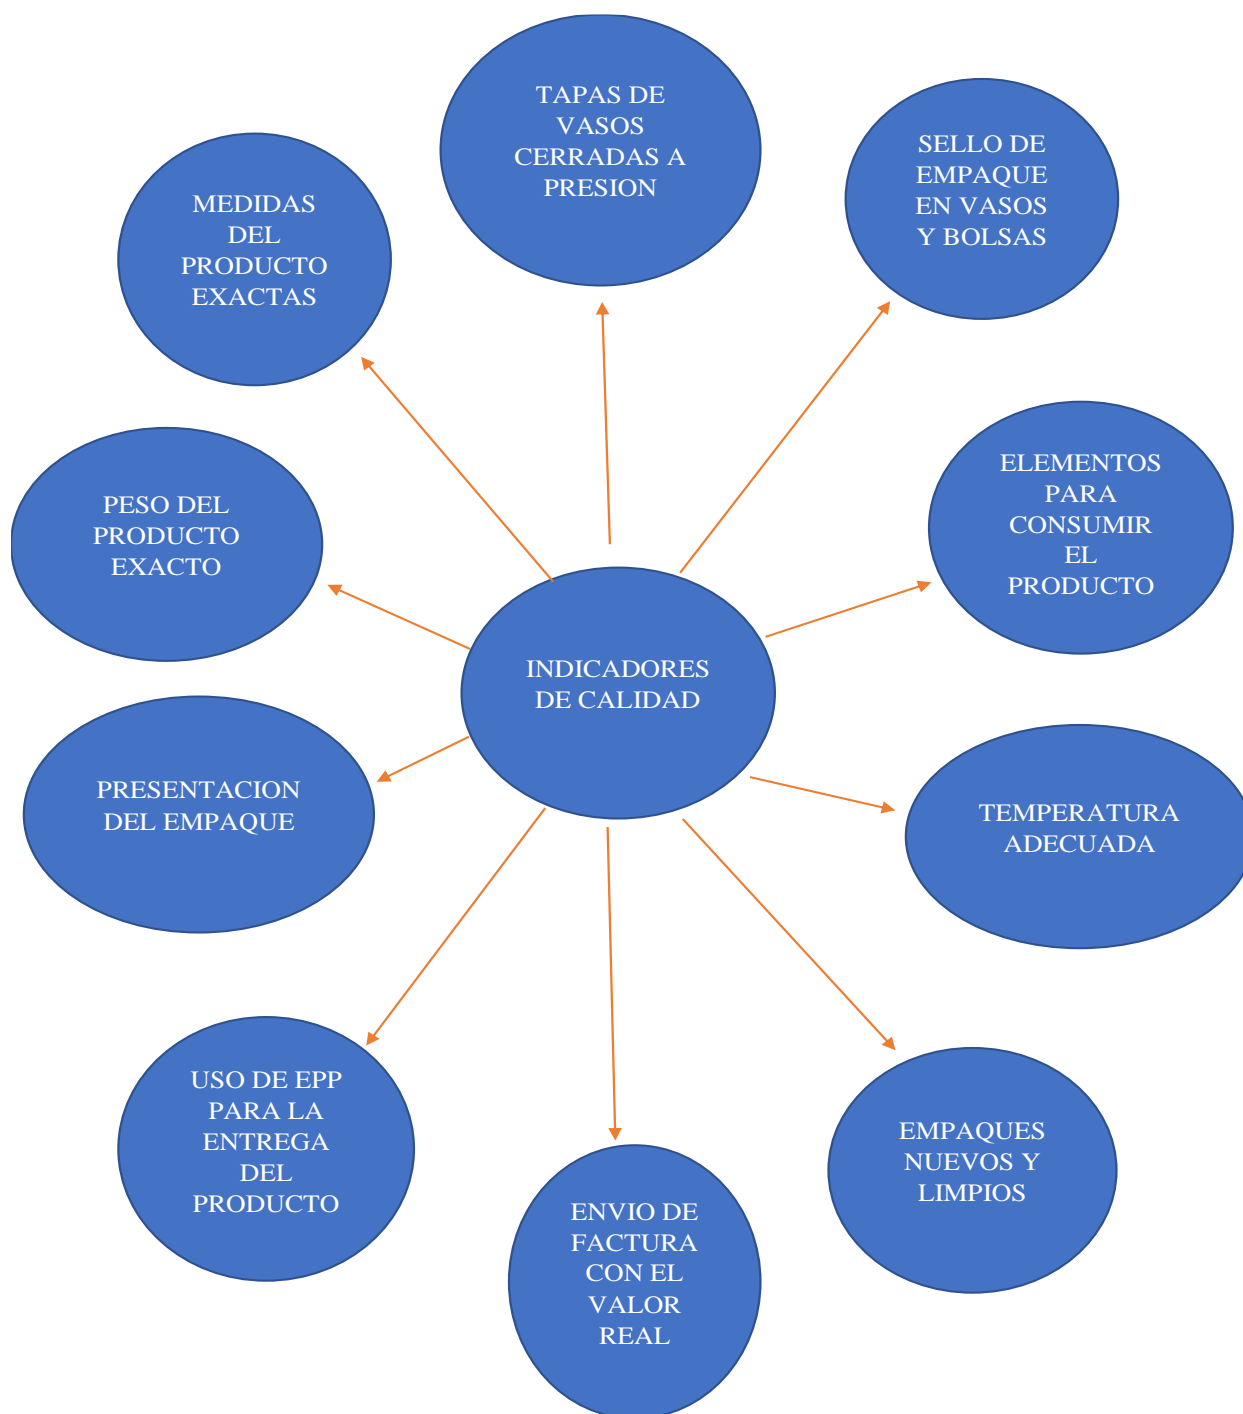 TAPAS DE
VASOS
CERRADAS A
PRESION
SELLO DE
EMPAQUE
EN VASOS
Y BOLSAS
MEDIDAS
DEL
PRODUCTO
EXACTAS
ELEMENTOS
PARA
CONSUMIR
EL
PRODUCTO
PESO DEL
PRODUCTO
EXACTO
INDICADORES
DE CALIDAD
PRESENTACION
DEL EMPAQUE
TEMPERATURA
ADECUADA
USO DE EPP
PARA LA
ENTREGA
DEL
PRODUCTO
EMPAQUES
NUEVOS Y
LIMPIOS
ENVIO DE
FACTURA
CON EL
VALOR
REAL